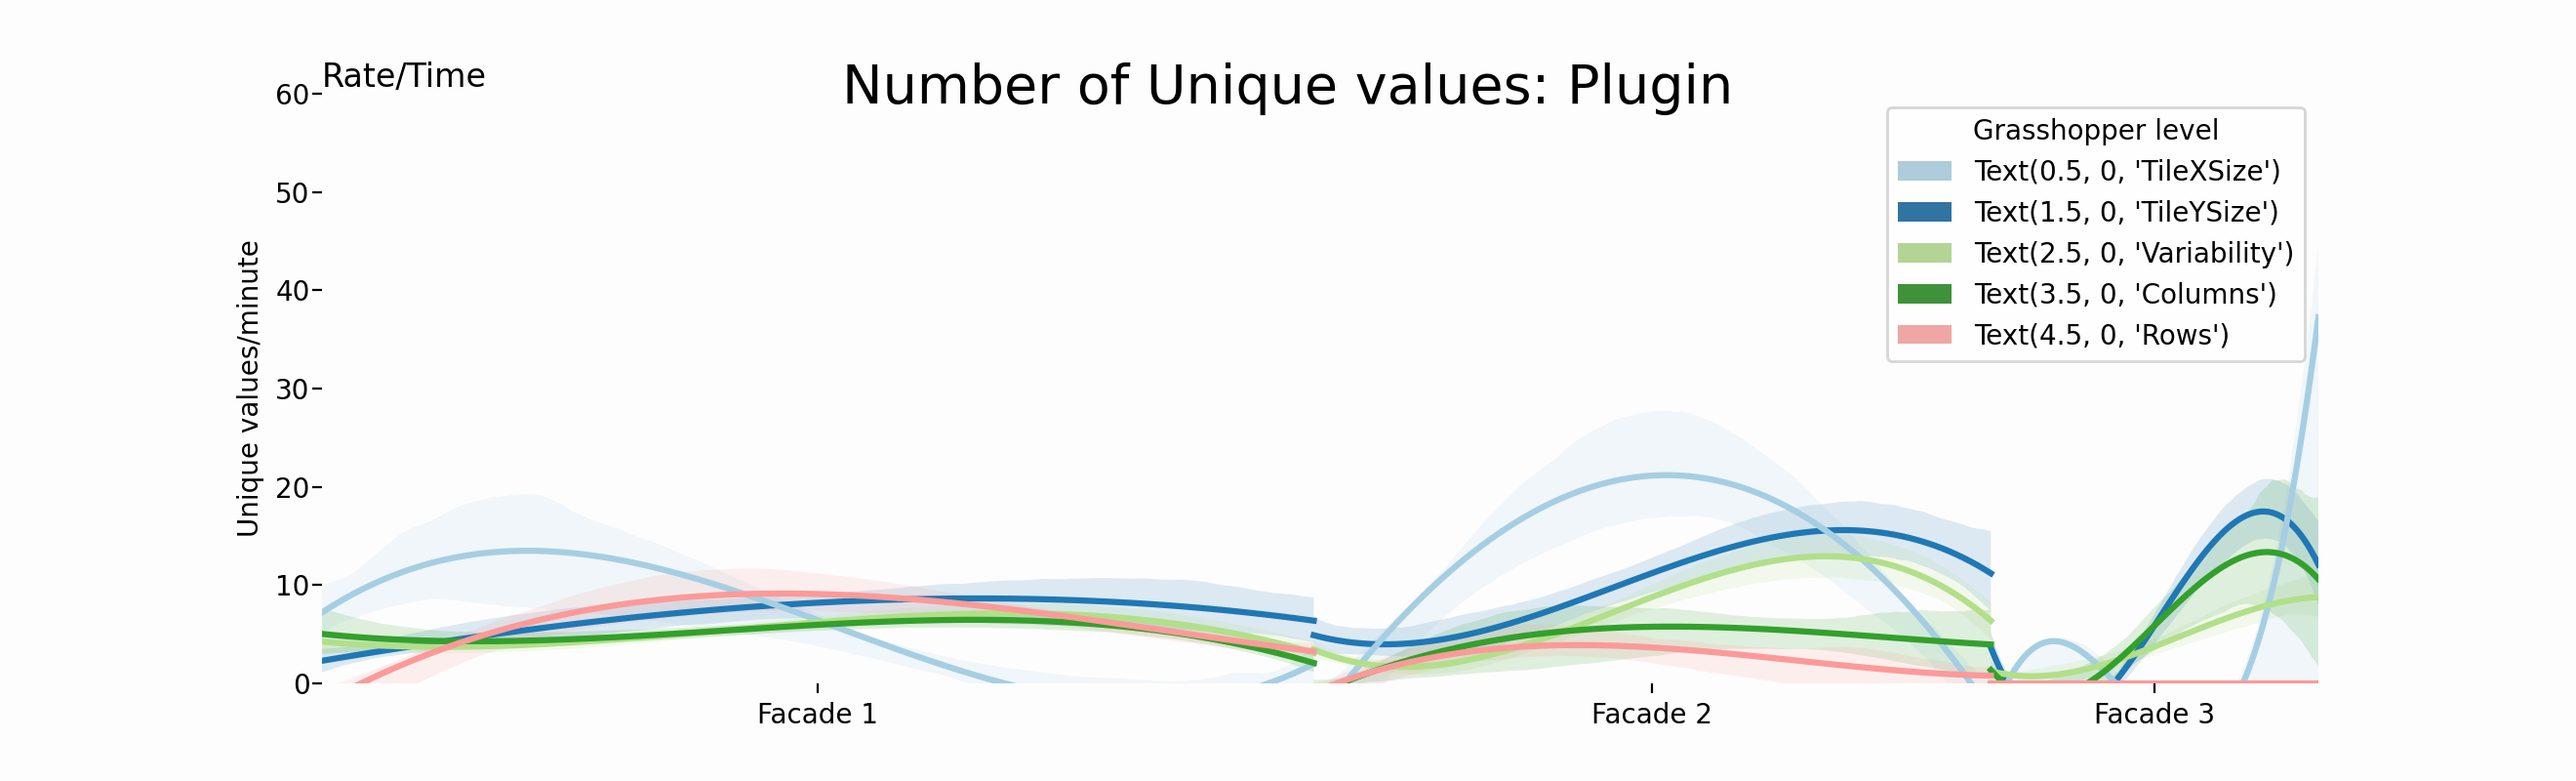 Rate/Time
Number of Unique values: Plugin
Unique values/minute
60
50
40
30
20
10
0
Grasshopper level
Text(0.5, 0, 'TileXSize')
Text(1.5, 0, 'TileYSize')
Text(2.5, 0, 'Variability')
Text(3.5, 0, 'Columns')
Text(4.5, 0, 'Rows')
Facade 1
Facade 2
Facade 3